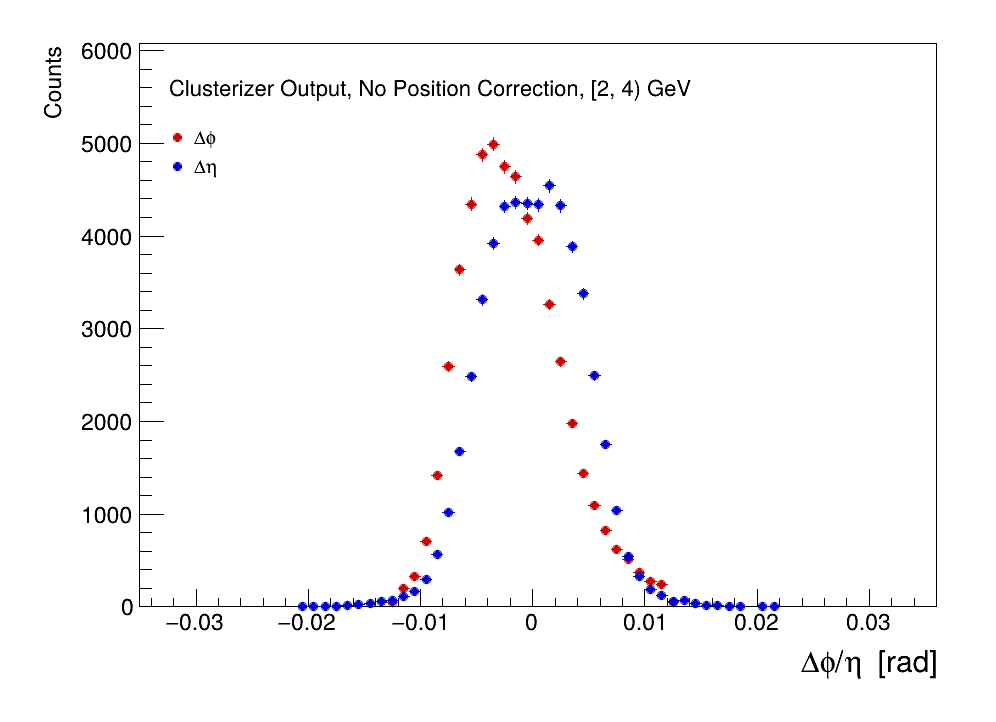 Counts
6000
5000
4000
3000
2000
1000
0
Clusterizer Output, No Position Correction, [2, 4) GeV
Δϕ
Δη
−0.03 −0.02 −0.01 0 0.01 0.02 0.03
Δϕ/η [rad]